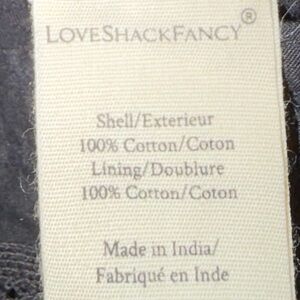 LoveShackFancy®
Shell/Exterieur
100% Cotton/Coton
Lining/Doublure
100% Cotton/Coton
Made in India/
Fabriqué en Inde